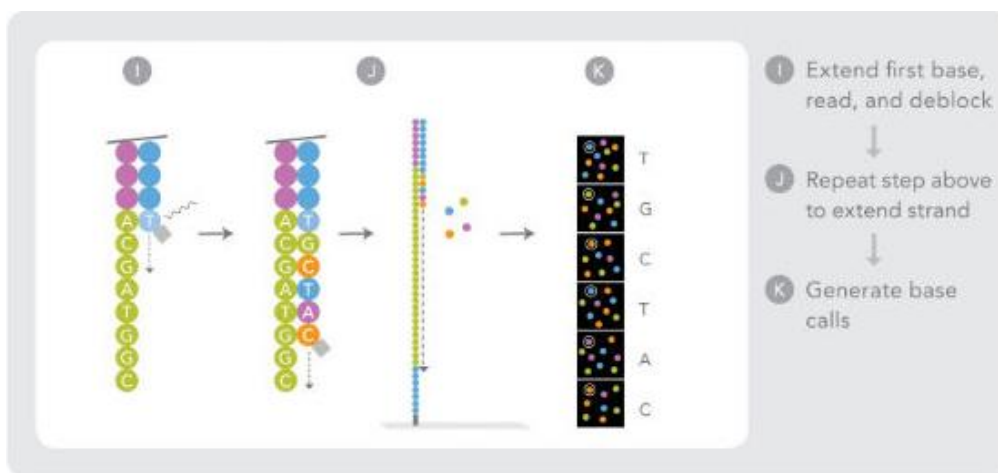 I
J
K
A T
C
G
A
T
G
G
C
A T
C G
G C
A T
T A
G C
G
C
T
G
C
T
A
C
I Extend first base,
read, and deblock
J Repeat step above
to extend strand
K Generate base
calls